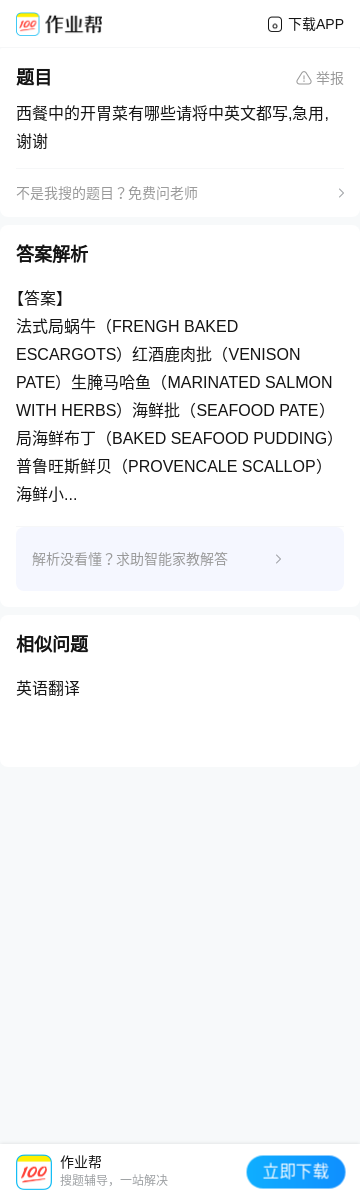 作业帮
下载APP
题目
举报
西餐中的开胃菜有哪些请将中英文都写,急用,
谢谢
不是我搜的题目？免费问老师
答案解析
【答案】
法式局蜗牛（FRENGH BAKED
ESCARGOTS）红酒鹿肉批（VENISON
PATE）生腌马哈鱼（MARINATED SALMON
WITH HERBS）海鲜批（SEAFOOD PATE）
局海鲜布丁（BAKED SEAFOOD PUDDING）
普鲁旺斯鲜贝（PROVENCALE SCALLOP）
海鲜小...
解析没看懂？求助智能家教解答
相似问题
英语翻译
100
作业帮
搜题辅导，一站解决
立即下载